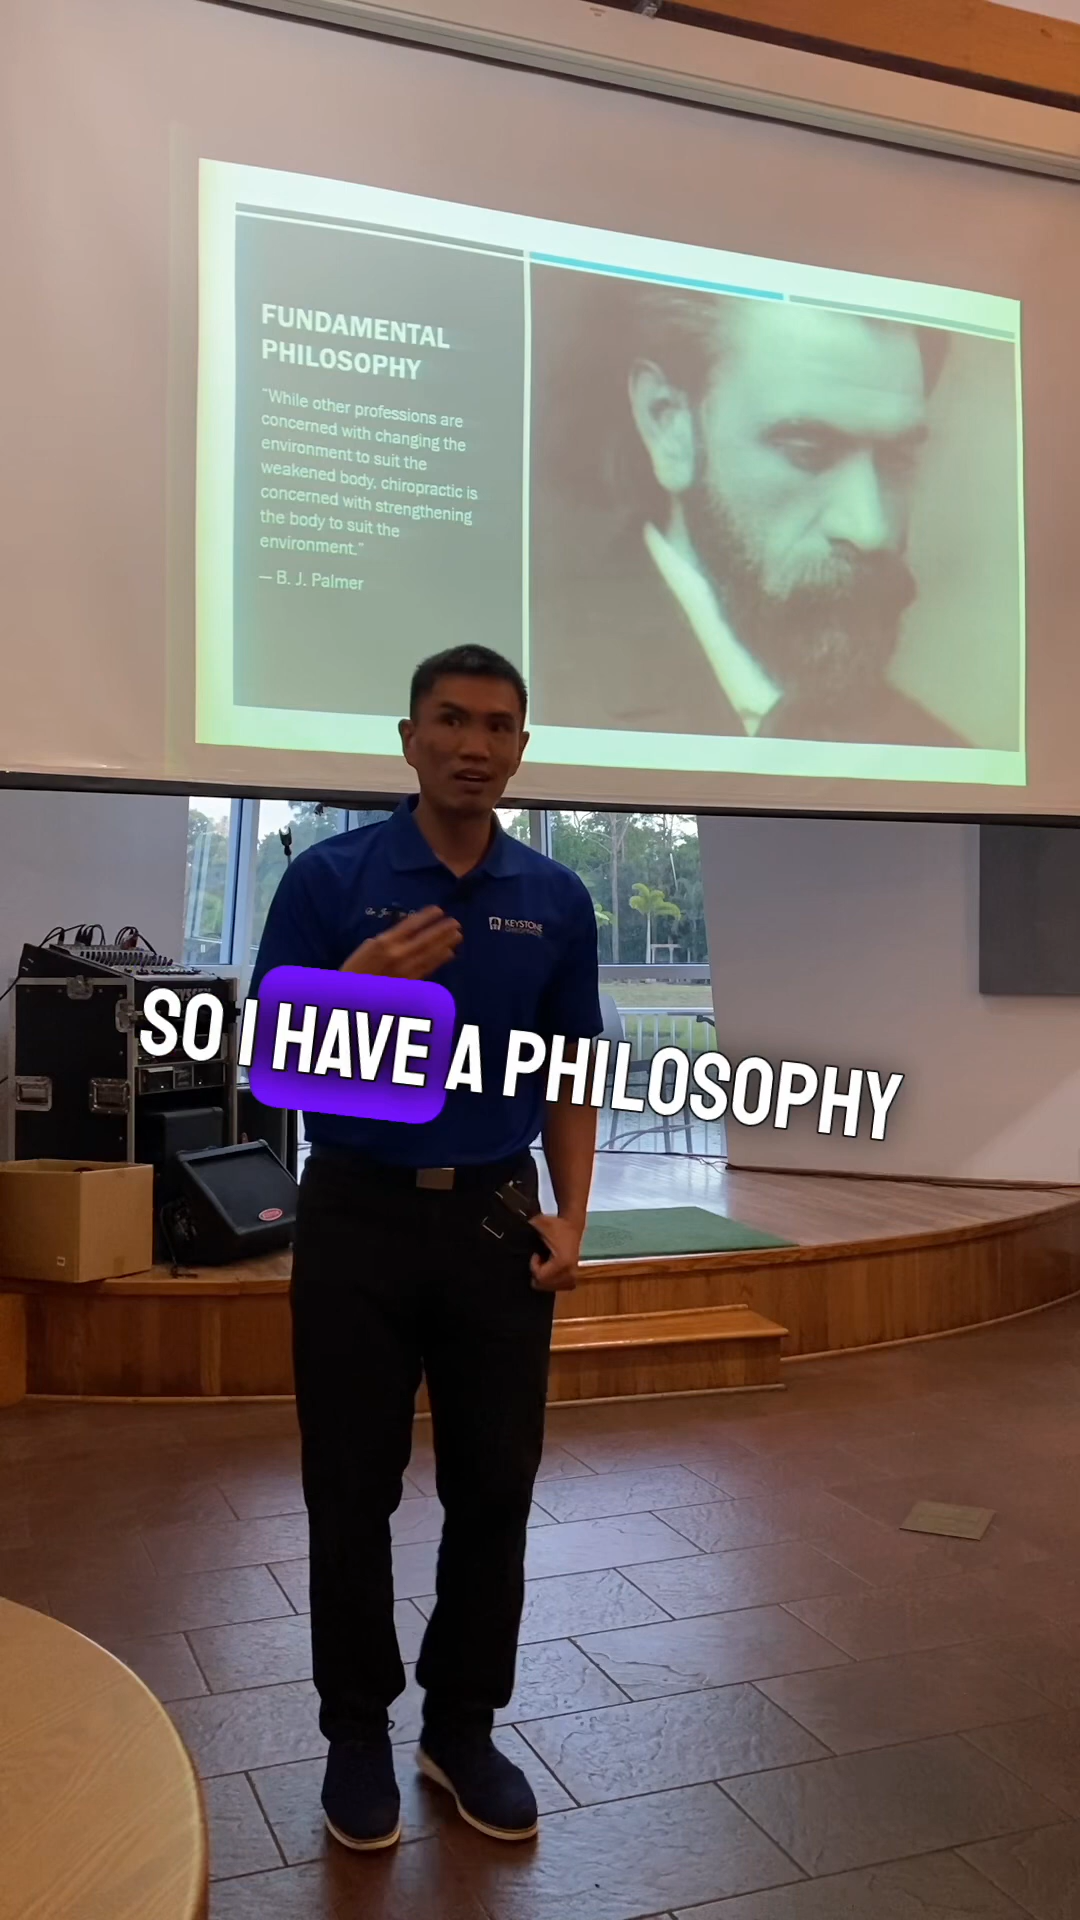 FUNDAMENTAL
PHILOSOPHY
"While other professions are
concerned with changing the
environment to suit the
weakened body, chiropractic is
concerned with strengthening
the body to suit the
environment."
— B. J. Palmer
KEYSTONE
CHIROPRACTIC
SO I HAVE A PHILOSOPHY